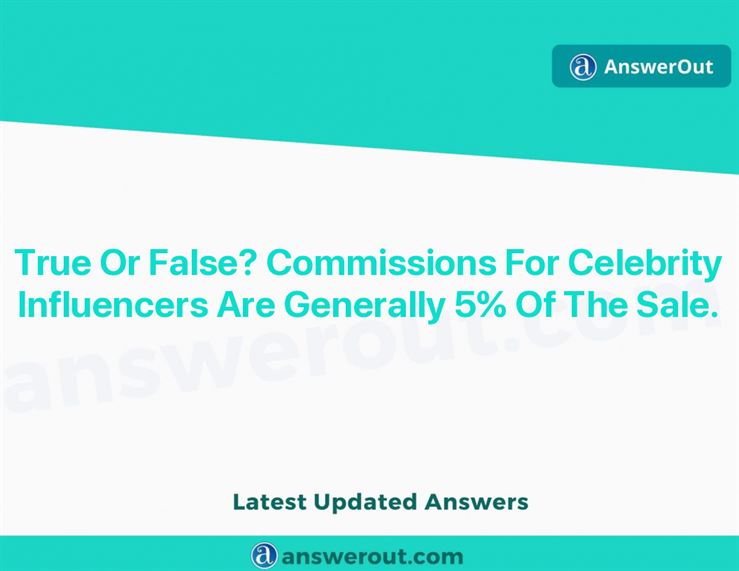 AnswerOut
True Or False? Commissions For Celebrity
Influencers Are Generally 5% Of The Sale.
answerout.com
Latest Updated Answers
answerout.com